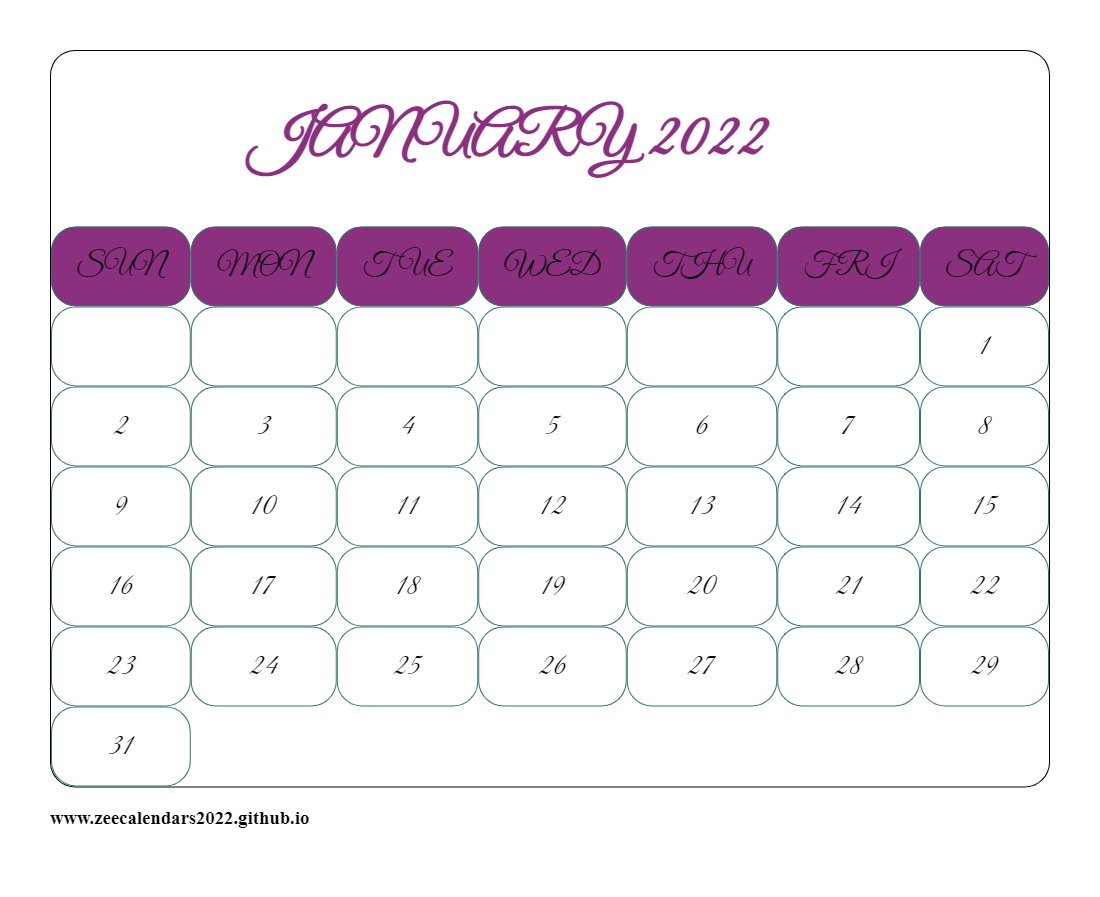 JANUARY 2022
SUN MON TUE WED THU FRI SAT
1
2 3 4 5 6 7 8
9 10 11 12 13 14 15
16 17 18 19 20 21 22
23 24 25 26 27 28 29
31
www.zeecalendars2022.github.io